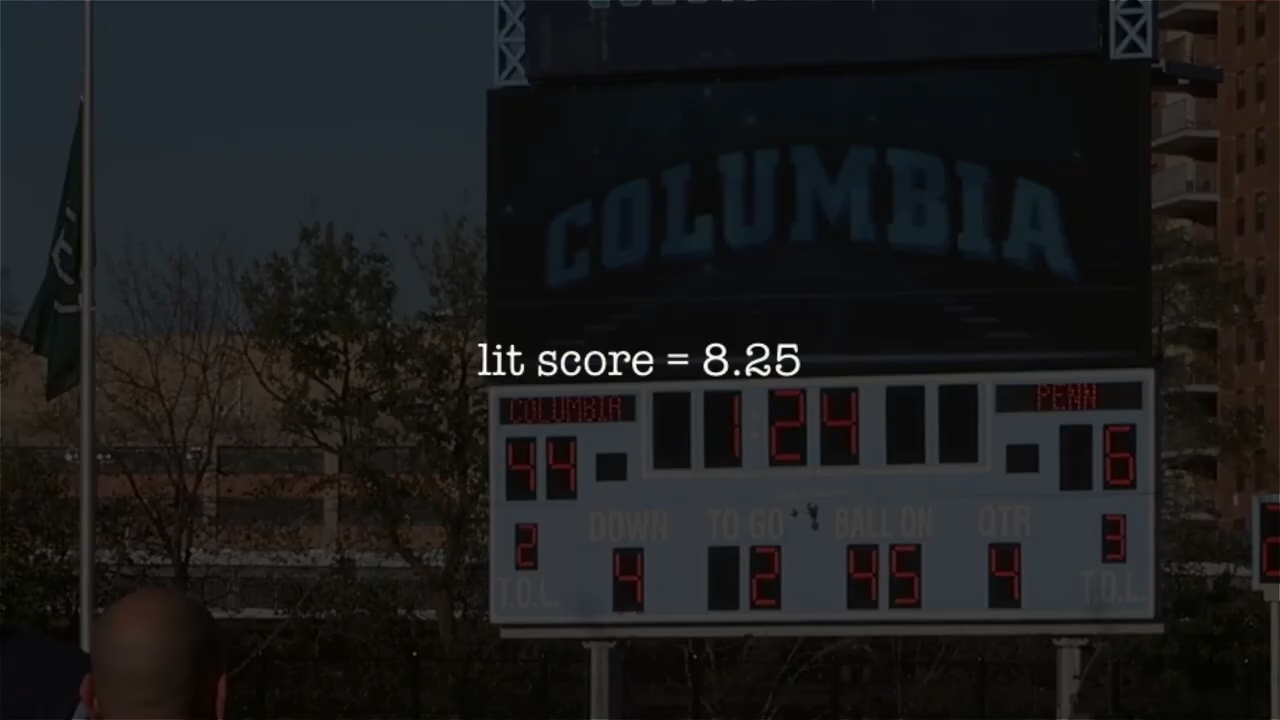 COLUMBIA
lit score = 8.25
COLUMBIA 1:24 PENN
44 6
DOWN TO GO BALL ON QTR
2 4 2 45 4 3
T.O.L. T.O.L.